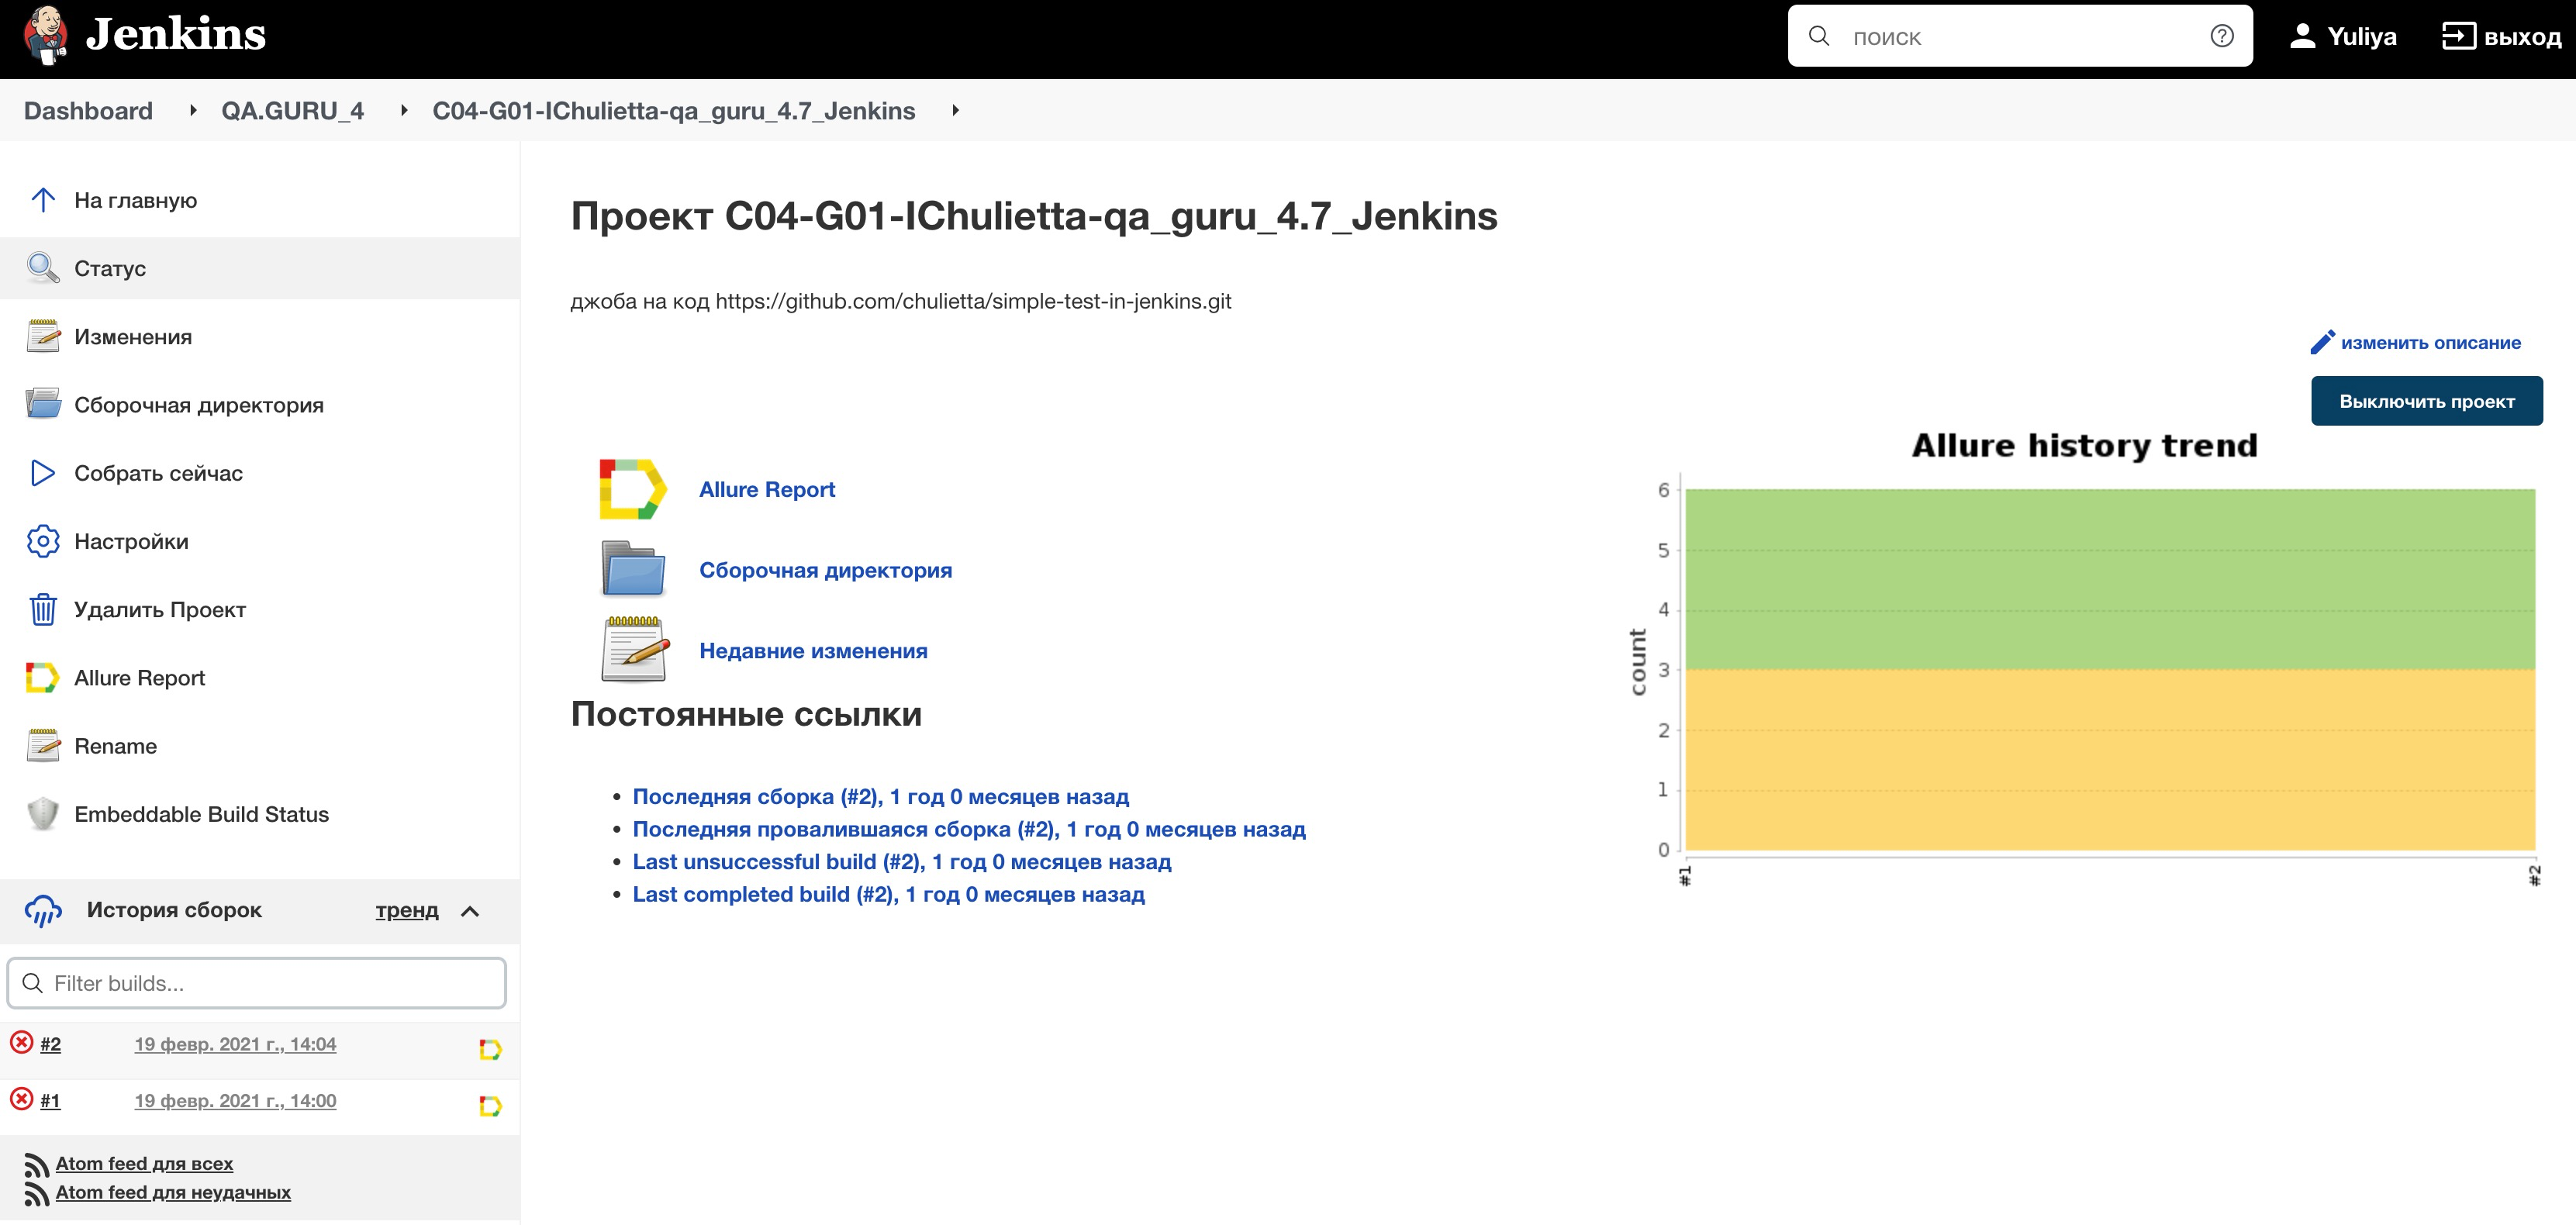 Jenkins
поиск
Yuliya
выход
Dashboard
QA.GURU_4
C04-G01-IChulietta-qa_guru_4.7_Jenkins
На главную
Статус
Изменения
Сборочная директория
Собрать сейчас
Настройки
Удалить Проект
Allure Report
Rename
Embeddable Build Status
История сборок
тренд
Filter builds...
#2 19 февр. 2021 г., 14:04
#1 19 февр. 2021 г., 14:00
Atom feed для всех
Atom feed для неудачных
Проект C04-G01-IChulietta-qa_guru_4.7_Jenkins
джоба на код https://github.com/chulietta/simple-test-in-jenkins.git
изменить описание
Выключить проект
Allure Report
Сборочная директория
Недавние изменения
Постоянные ссылки
Последняя сборка (#2), 1 год 0 месяцев назад
Последняя провалившаяся сборка (#2), 1 год 0 месяцев назад
Last unsuccessful build (#2), 1 год 0 месяцев назад
Last completed build (#2), 1 год 0 месяцев назад
Allure history trend
6
5
4
3
2
1
0
count
#1
#2